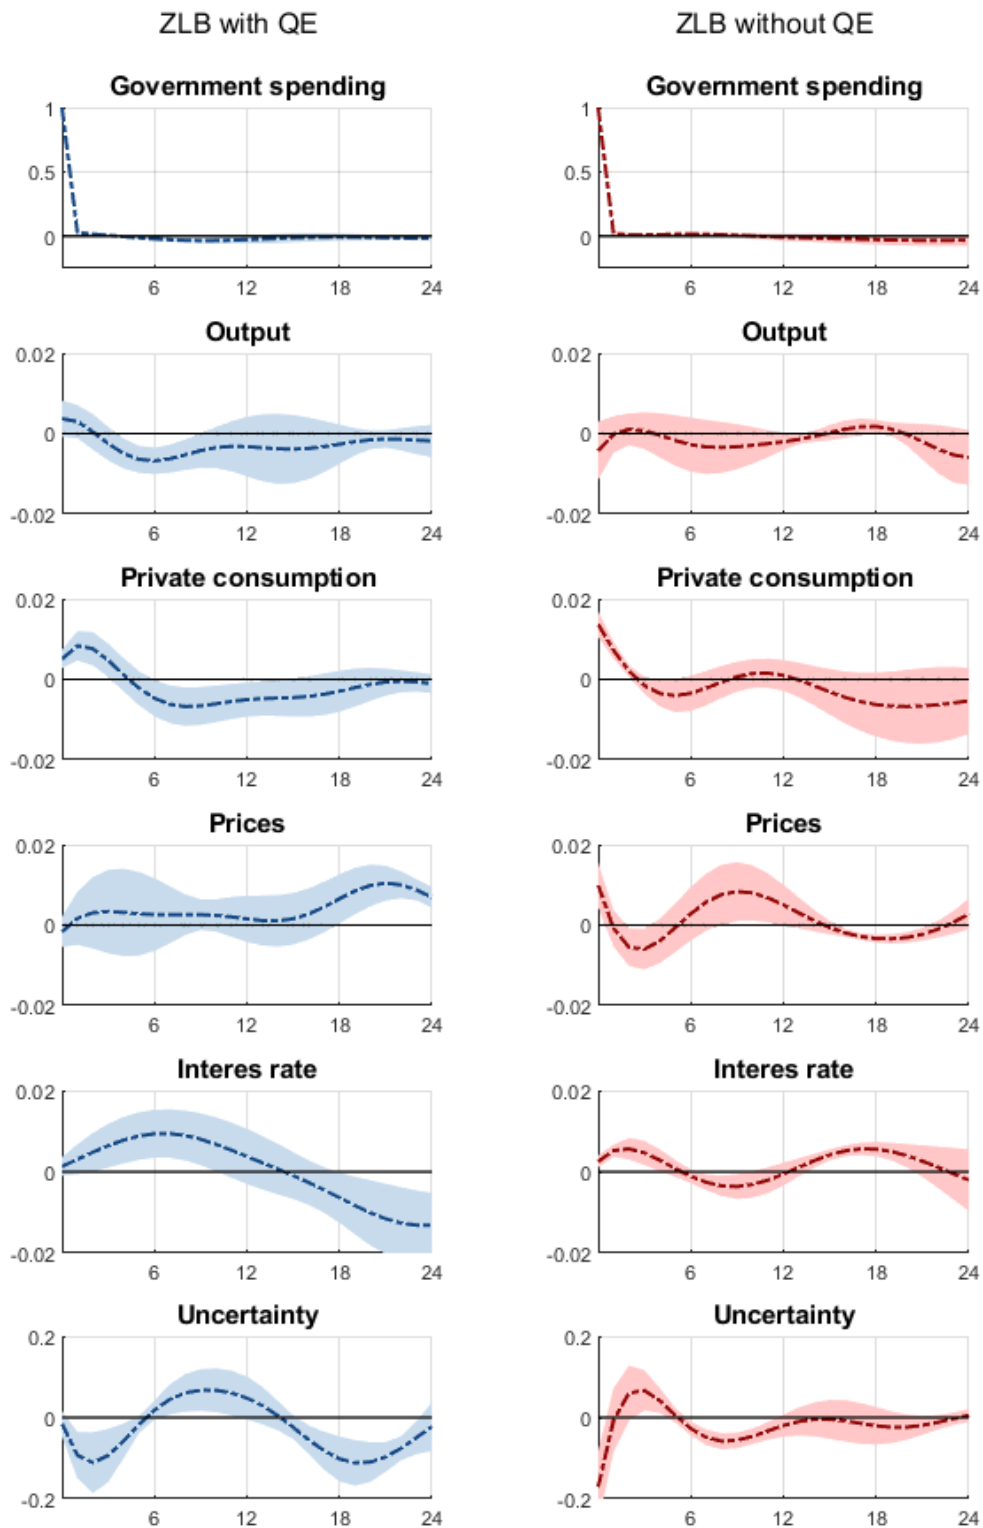 ZLB with QE ZLB without QE
Government spending Government spending
1 1
0.5 0.5
0 0
6 12 18 24 6 12 18 24
Output Output
0.02 0.02
0 0
-0.02 -0.02
6 12 18 24 6 12 18 24
Private consumption Private consumption
0.02 0.02
0 0
-0.02 -0.02
6 12 18 24 6 12 18 24
Prices Prices
0.02 0.02
0 0
-0.02 -0.02
6 12 18 24 6 12 18 24
Interes rate Interes rate
0.02 0.02
0 0
-0.02 -0.02
6 12 18 24 6 12 18 24
Uncertainty Uncertainty
0.2 0.2
0 0
-0.2 -0.2
6 12 18 24 6 12 18 24